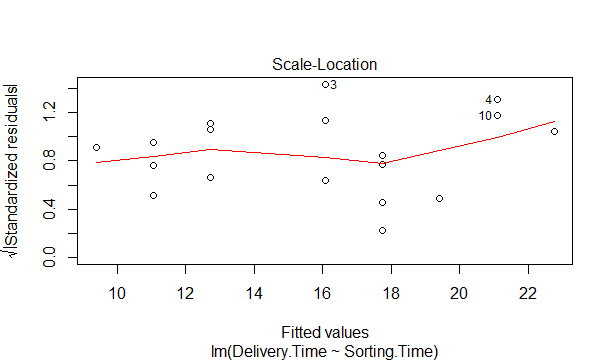 Scale-Location
√|Standardized residuals|
0.0 0.4 0.8 1.2
3
4
10
10 12 14 16 18 20 22
Fitted values
lm(Delivery.Time ~ Sorting.Time)